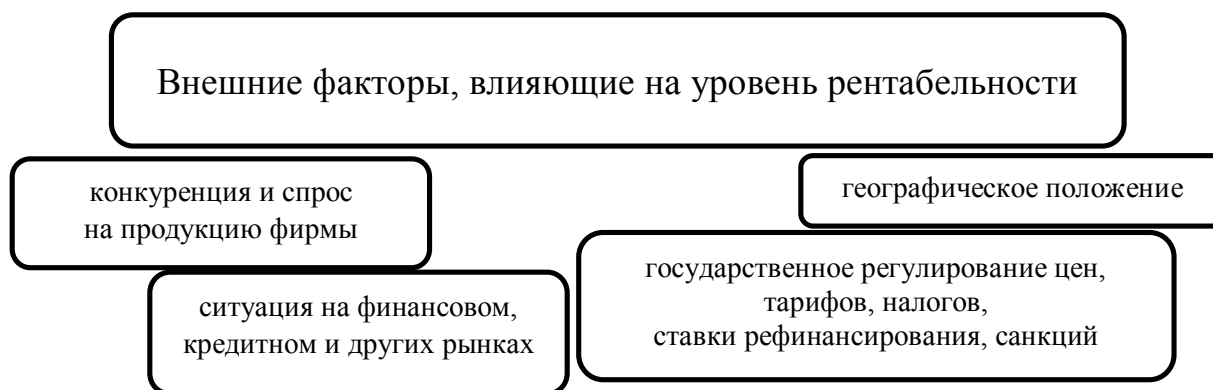 Внешние факторы, влияющие на уровень рентабельности
конкуренция и спрос
на продукцию фирмы
географическое положение
ситуация на финансовом,
кредитном и других рынках
государственное регулирование цен,
тарифов, налогов,
ставки рефинансирования, санкций